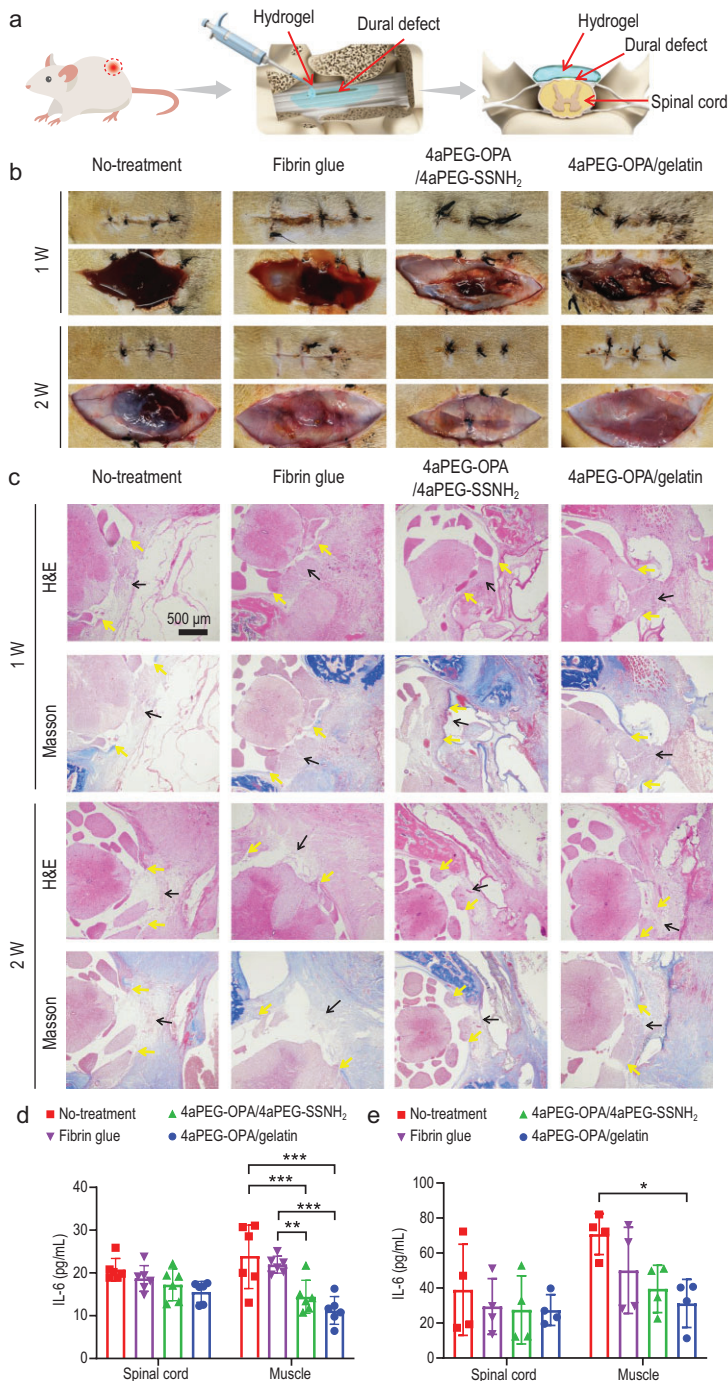 a
Hydrogel
Dural defect
Hydrogel
Dural defect
Spinal cord
b
No-treatment
Fibrin glue
4aPEG-OPA
/4aPEG-SSNH₂
4aPEG-OPA/gelatin
1 W
2 W
c
No-treatment
Fibrin glue
4aPEG-OPA
/4aPEG-SSNH₂
4aPEG-OPA/gelatin
1 W
H&E
500 µm
Masson
2 W
H&E
Masson
d
No-treatment
4aPEG-OPA/4aPEG-SSNH₂
Fibrin glue
4aPEG-OPA/gelatin
IL-6 (pg/mL)
40
30
20
10
0
***
***
***
**
Spinal cord
Muscle
e
No-treatment
4aPEG-OPA/4aPEG-SSNH₂
Fibrin glue
4aPEG-OPA/gelatin
IL-6 (pg/mL)
100
80
60
40
20
0
*
Spinal cord
Muscle